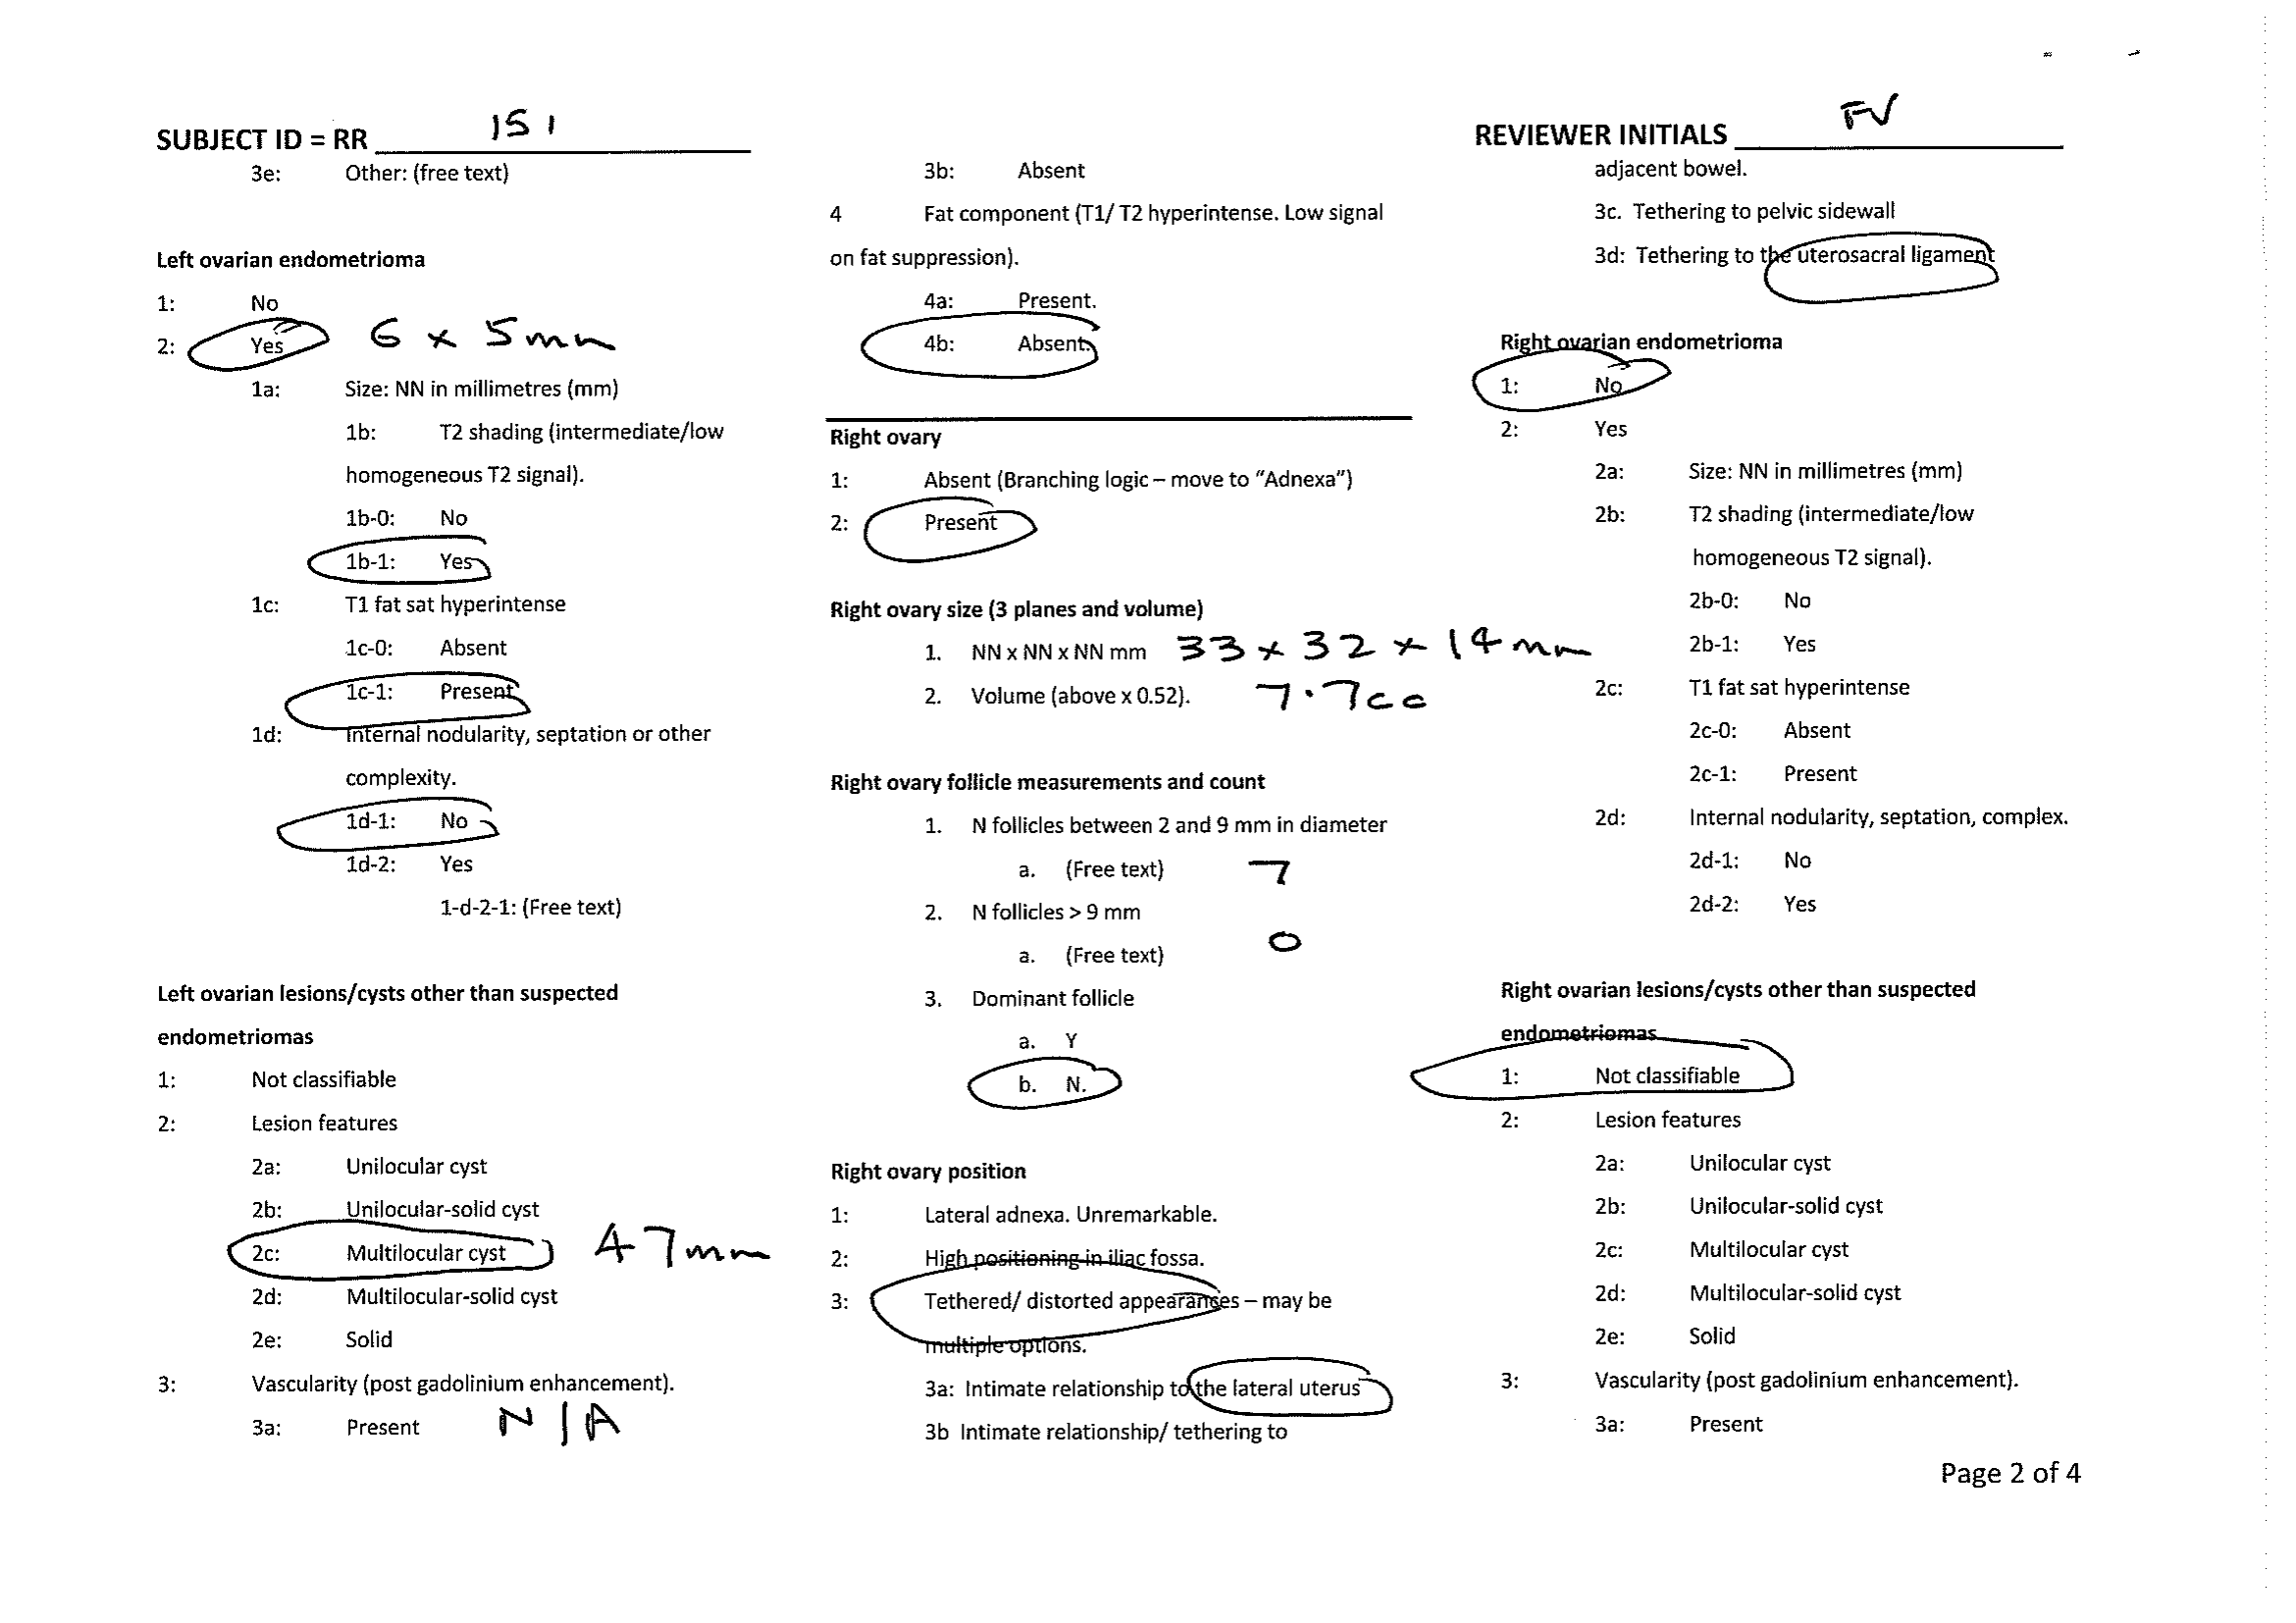 SUBJECT ID = RR 151
3e: Other: (free text)
Left ovarian endometrioma
1: No
2: Yes 6 x 5mm
1a: Size: NN in millimetres (mm)
1b: T2 shading (intermediate/low
homogeneous T2 signal).
1b-0: No
1b-1: Yes
1c: T1 fat sat hyperintense
1c-0: Absent
1c-1: Present
1d: Internal nodularity, septation or other
complexity.
1d-1: No
1d-2: Yes
1-d-2-1: (Free text)
Left ovarian lesions/cysts other than suspected
endometriomas
1: Not classifiable
2: Lesion features
2a: Unilocular cyst
2b: Unilocular-solid cyst
2c: Multilocular cyst 47mm
2d: Multilocular-solid cyst
2e: Solid
3: Vascularity (post gadolinium enhancement).
3a: Present N/A
3b: Absent
4 Fat component (T1/ T2 hyperintense. Low signal
on fat suppression).
4a: Present.
4b: Absent.
Right ovary
1: Absent (Branching logic – move to “Adnexa”)
2: Present
Right ovary size (3 planes and volume)
1. NN x NN x NN mm 33 x 32 x 14 mm
2. Volume (above x 0.52). 7.7cc
Right ovary follicle measurements and count
1. N follicles between 2 and 9 mm in diameter
a. (Free text) 7
2. N follicles > 9 mm
a. (Free text) 0
3. Dominant follicle
a. Y
b. N.
Right ovary position
1: Lateral adnexa. Unremarkable.
2: High positioning in iliac fossa.
3: Tethered/ distorted appearances – may be
multiple options.
3a: Intimate relationship to the lateral uterus
3b Intimate relationship/ tethering to
REVIEWER INITIALS FV
adjacent bowel.
3c. Tethering to pelvic sidewall
3d: Tethering to the uterosacral ligament
Right ovarian endometrioma
1: No
2: Yes
2a: Size: NN in millimetres (mm)
2b: T2 shading (intermediate/low
homogeneous T2 signal).
2b-0: No
2b-1: Yes
2c: T1 fat sat hyperintense
2c-0: Absent
2c-1: Present
2d: Internal nodularity, septation, complex.
2d-1: No
2d-2: Yes
Right ovarian lesions/cysts other than suspected
endometriomas
1: Not classifiable
2: Lesion features
2a: Unilocular cyst
2b: Unilocular-solid cyst
2c: Multilocular cyst
2d: Multilocular-solid cyst
2e: Solid
3: Vascularity (post gadolinium enhancement).
3a: Present
Page 2 of 4